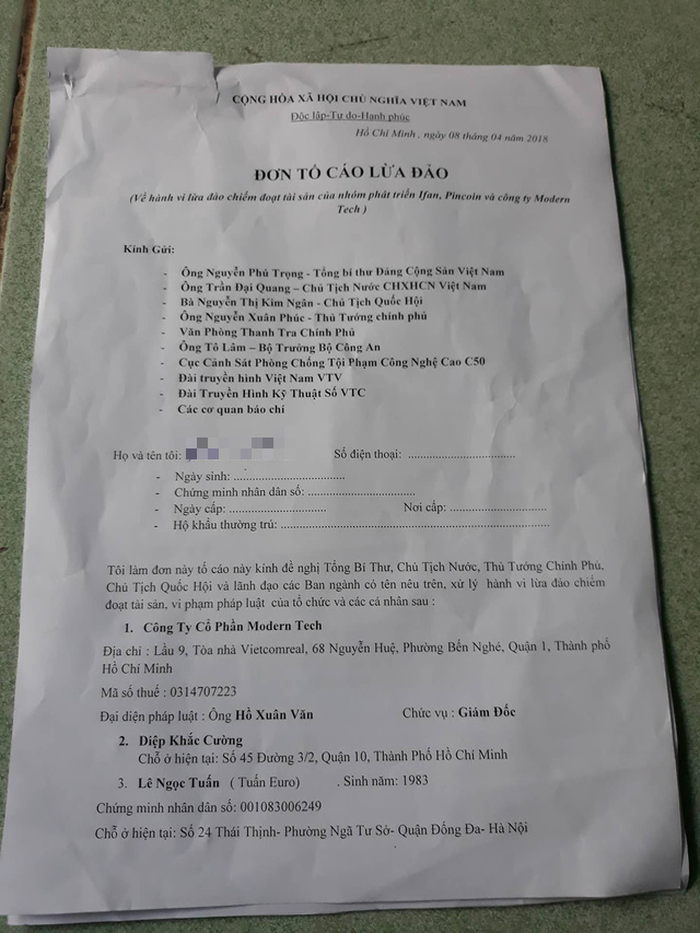 CỘNG HÒA XÃ HỘI CHỦ NGHĨA VIỆT NAM
Độc lập-Tự do-Hạnh phúc
Hồ Chí Minh, ngày 08 tháng 04 năm 2018
ĐƠN TỐ CÁO LỪA ĐẢO
(Về hành vi lừa đảo chiếm đoạt tài sản của nhóm phát triển Ifan, Pincoin và công ty Modern
Tech )
Kính Gửi:
- Ông Nguyễn Phú Trọng - Tổng bí thư Đảng Cộng Sản Việt Nam
- Ông Trần Đại Quang – Chủ Tịch Nước CHXHCN Việt Nam
- Bà Nguyễn Thị Kim Ngân - Chủ Tịch Quốc Hội
- Ông Nguyễn Xuân Phúc - Thủ Tướng chính phủ
- Văn Phòng Thanh Tra Chính Phủ
- Ông Tô Lâm – Bộ Trưởng Bộ Công An
- Cục Cảnh Sát Phòng Chống Tội Phạm Công Nghệ Cao C50
- Đài truyền hình Việt Nam VTV
- Đài Truyền Hình Kỹ Thuật Số VTC
- Các cơ quan báo chí
Họ và tên tôi: Số điện thoại: ..............................
- Ngày sinh: ..............................
- Chứng minh nhân dân số: ..............................
- Ngày cấp: ........................... Nơi cấp: ...........................
- Hộ khẩu thường trú: ............................................................
Tôi làm đơn này tố cáo này kính đề nghị Tổng Bí Thư, Chủ Tịch Nước, Thủ Tướng Chính Phủ,
Chủ Tịch Quốc Hội và lãnh đạo các Ban ngành có tên nêu trên, xử lý hành vi lừa đảo chiếm
đoạt tài sản, vi phạm pháp luật của tổ chức và các cá nhân sau :
1. Công Ty Cổ Phần Modern Tech
Địa chỉ : Lầu 9, Tòa nhà Vietcomreal, 68 Nguyễn Huệ, Phường Bến Nghé, Quận 1, Thành phố
Hồ Chí Minh
Mã số thuế : 0314707223
Đại diện pháp luật : Ông Hồ Xuân Văn Chức vụ : Giám Đốc
2. Diệp Khắc Cường
Chỗ ở hiện tại: Số 45 Đường 3/2, Quận 10, Thành Phố Hồ Chí Minh
3. Lê Ngọc Tuấn ( Tuấn Euro) . Sinh năm: 1983
Chứng minh nhân dân số: 001083006249
Chỗ ở hiện tại: Số 24 Thái Thịnh- Phường Ngã Tư Sở- Quận Đống Đa- Hà Nội